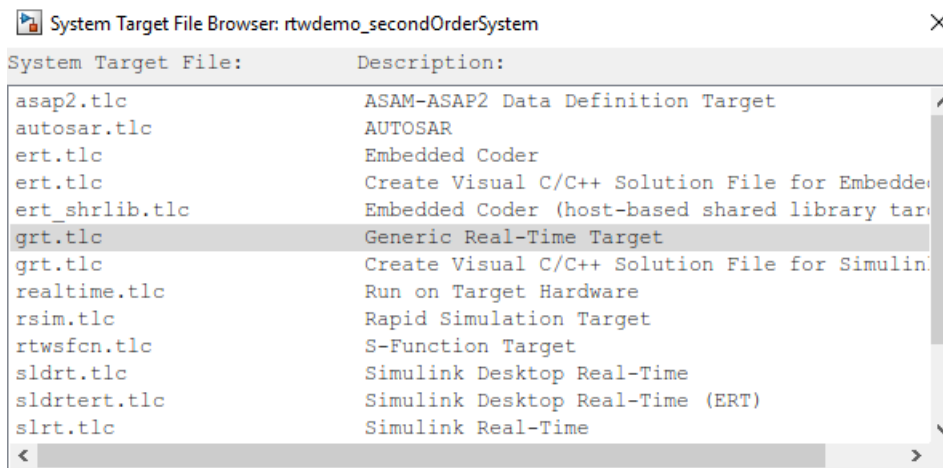 System Target File Browser: rtwdemo_secondOrderSystem
System Target File: Description:
asap2.tlc ASAM-ASAP2 Data Definition Target
autosar.tlc AUTOSAR
ert.tlc Embedded Coder
ert.tlc Create Visual C/C++ Solution File for Embedde
ert_shrlib.tlc Embedded Coder (host-based shared library tar
grt.tlc Generic Real-Time Target
grt.tlc Create Visual C/C++ Solution File for Simulin
realtime.tlc Run on Target Hardware
rsim.tlc Rapid Simulation Target
rtwsfcn.tlc S-Function Target
sldrt.tlc Simulink Desktop Real-Time
sldrtert.tlc Simulink Desktop Real-Time (ERT)
slrt.tlc Simulink Real-Time